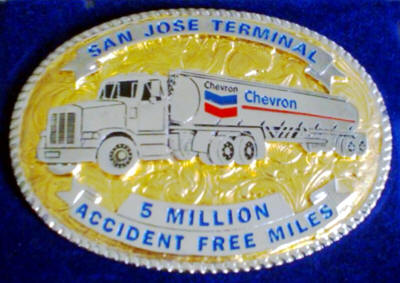 SAN JOSE TERMINAL
Chevron
Chevron
5 MILLION
ACCIDENT FREE MILES